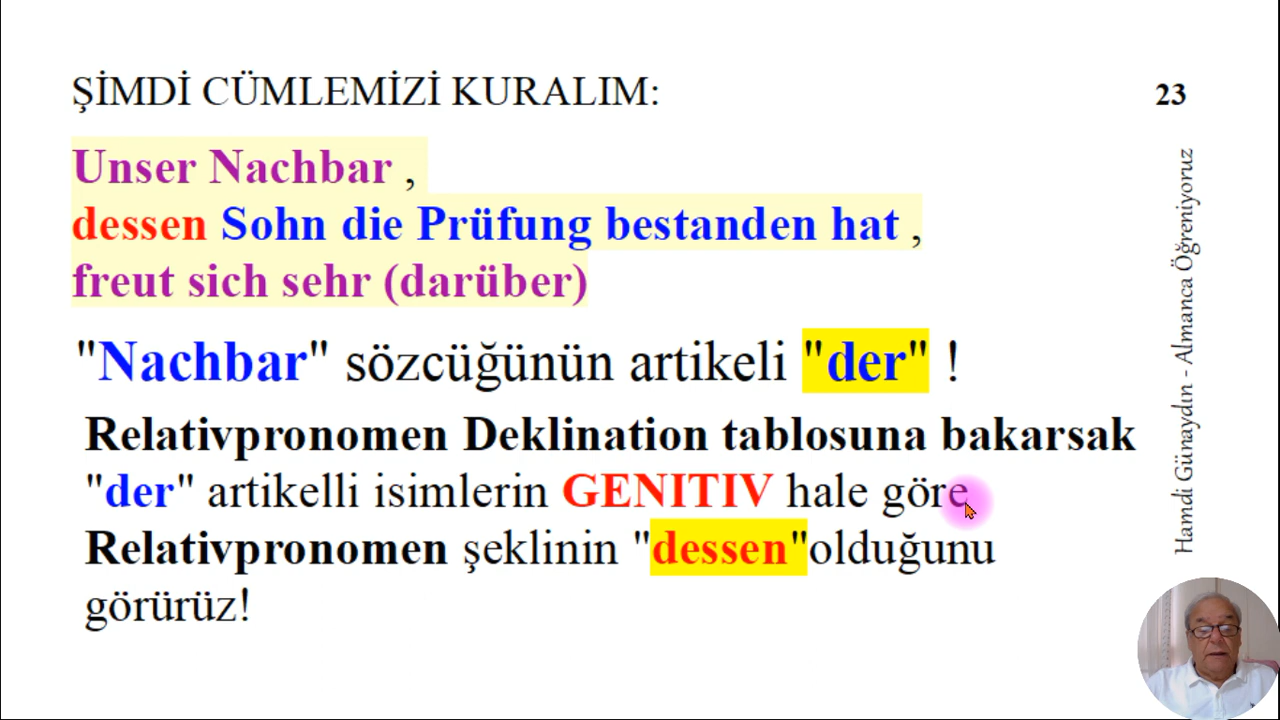 ŞİMDİ CÜMLEMİZİ KURALIM:
23
Unser Nachbar ,
dessen Sohn die Prüfung bestanden hat ,
freut sich sehr (darüber)
"Nachbar" sözcüğünün artikeli "der" !
Relativpronomen Deklination tablosuna bakarsak
"der" artikelli isimlerin GENITIV hale göre
Relativpronomen şeklinin "dessen"olduğunu
görürüz!
Hamdi Günaydın - Almanca Öğreniyoruz